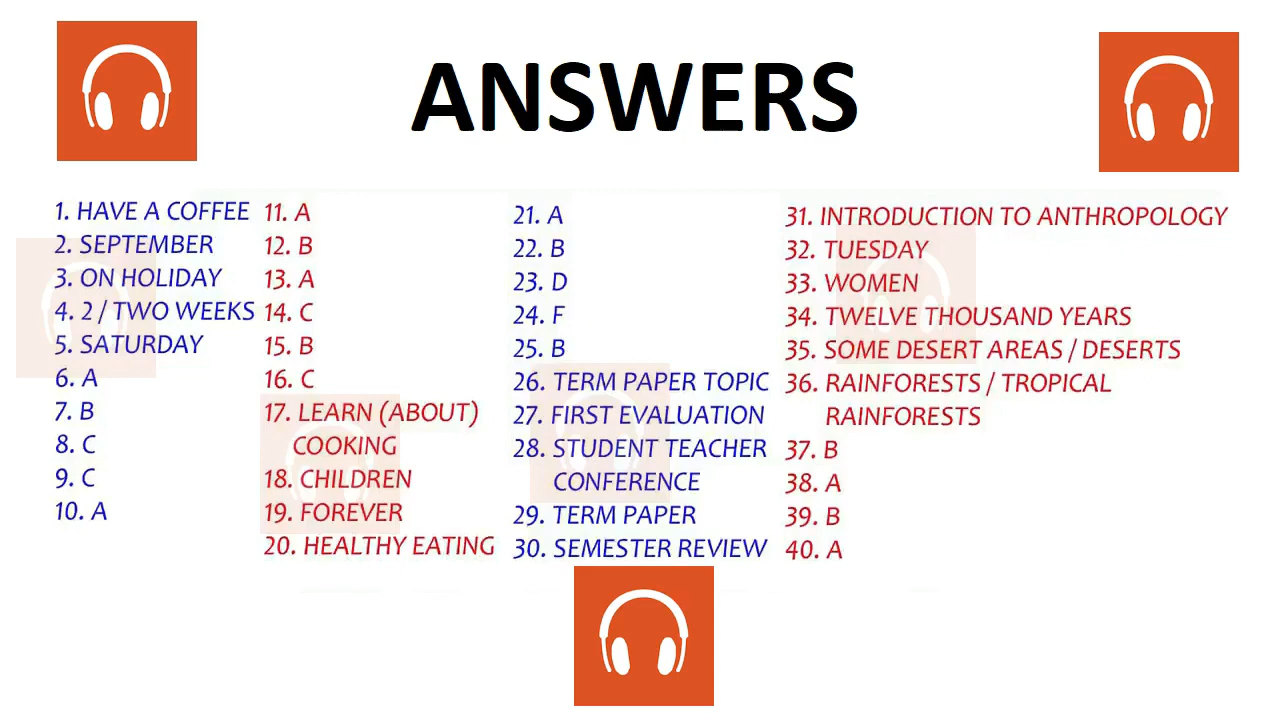 ANSWERS
1. HAVE A COFFEE
2. SEPTEMBER
3. ON HOLIDAY
4. 2 / TWO WEEKS
5. SATURDAY
6. A
7. B
8. C
9. C
10. A
11. A
12. B
13. A
14. C
15. B
16. C
17. LEARN (ABOUT)
COOKING
18. CHILDREN
19. FOREVER
20. HEALTHY EATING
21. A
22. B
23. D
24. F
25. B
26. TERM PAPER TOPIC
27. FIRST EVALUATION
28. STUDENT TEACHER
CONFERENCE
29. TERM PAPER
30. SEMESTER REVIEW
31. INTRODUCTION TO ANTHROPOLOGY
32. TUESDAY
33. WOMEN
34. TWELVE THOUSAND YEARS
35. SOME DESERT AREAS / DESERTS
36. RAINFORESTS / TROPICAL
RAINFORESTS
37. B
38. A
39. B
40. A